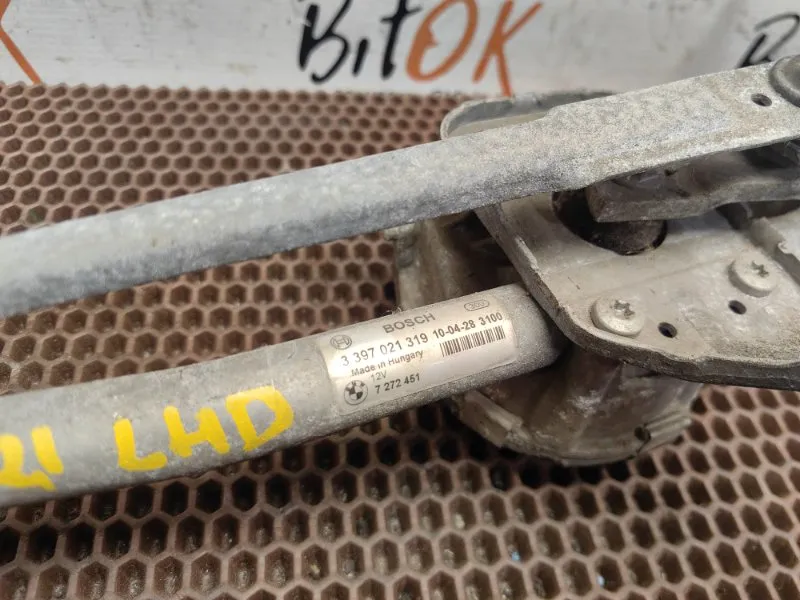 BitOK
BOSCH
3 397 021 319 10-04-28 3100
Made in Hungary
12V
7 272 451
LHD